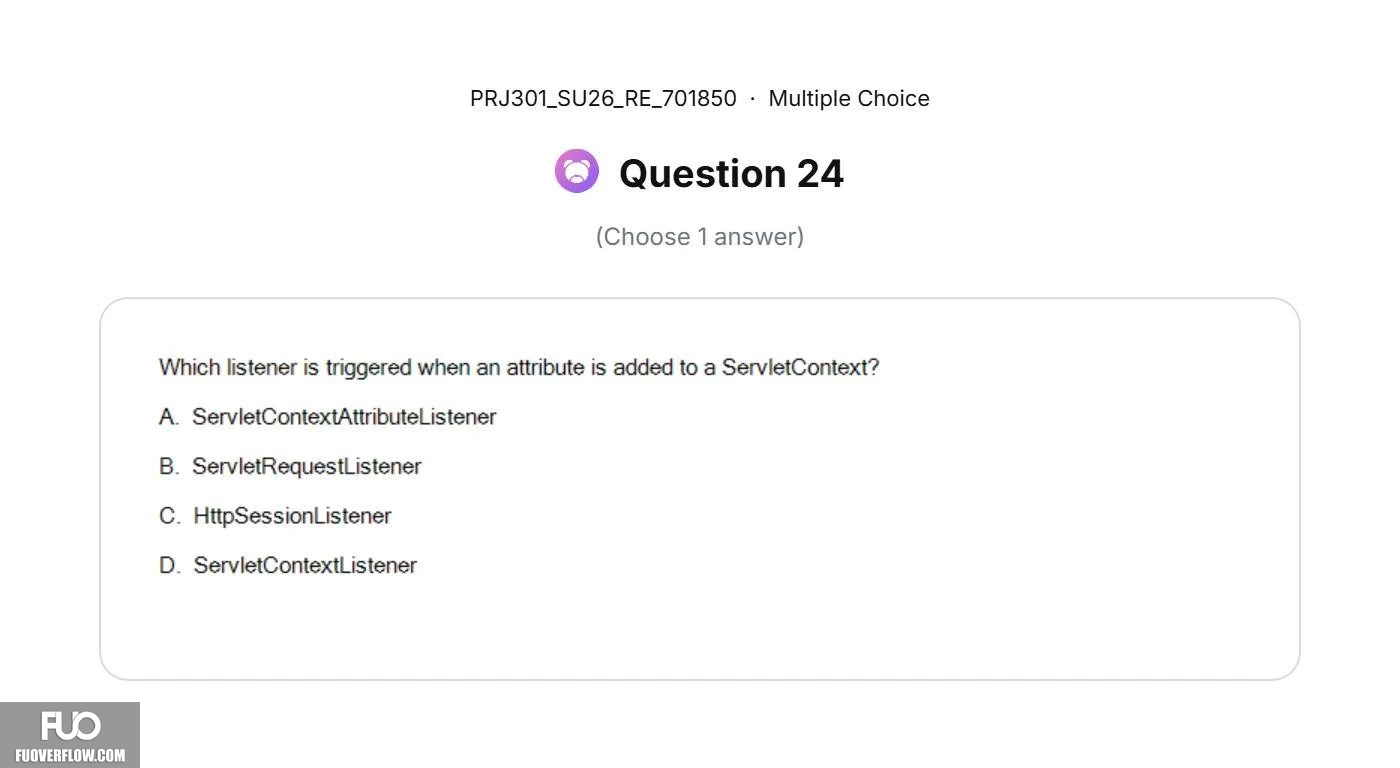 PRJ301_SU26_RE_701850 · Multiple Choice
Question 24
(Choose 1 answer)
Which listener is triggered when an attribute is added to a ServletContext?
A. ServletContextAttributeListener
B. ServletRequestListener
C. HttpSessionListener
D. ServletContextListener
FUO
FUOVERFLOW.COM